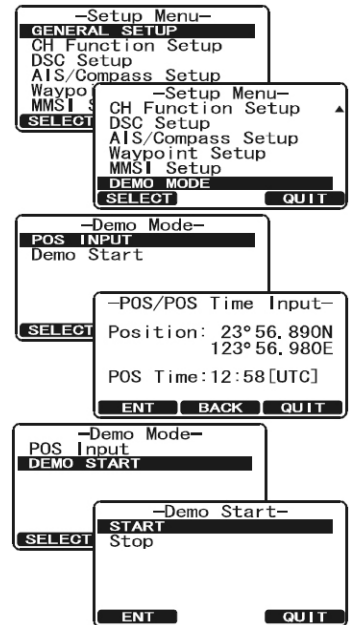 —Setup Menu—
GENERAL SETUP
CH Function Setup
DSC Setup
AIS/Compass Setup
Waypoi
MMSI S
SELECT
—Setup Menu—
CH Function Setup ▲
DSC Setup
AIS/Compass Setup
Waypoint Setup
MMSI Setup
DEMO MODE
SELECT QUIT
—Demo Mode—
POS INPUT
Demo Start
SELECT
—POS/POS Time Input—
Position: 23°56.890N
123°56.980E
POS Time:12:58[UTC]
ENT BACK QUIT
—Demo Mode—
POS Input
DEMO START
SELECT
—Demo Start—
START
Stop
ENT QUIT